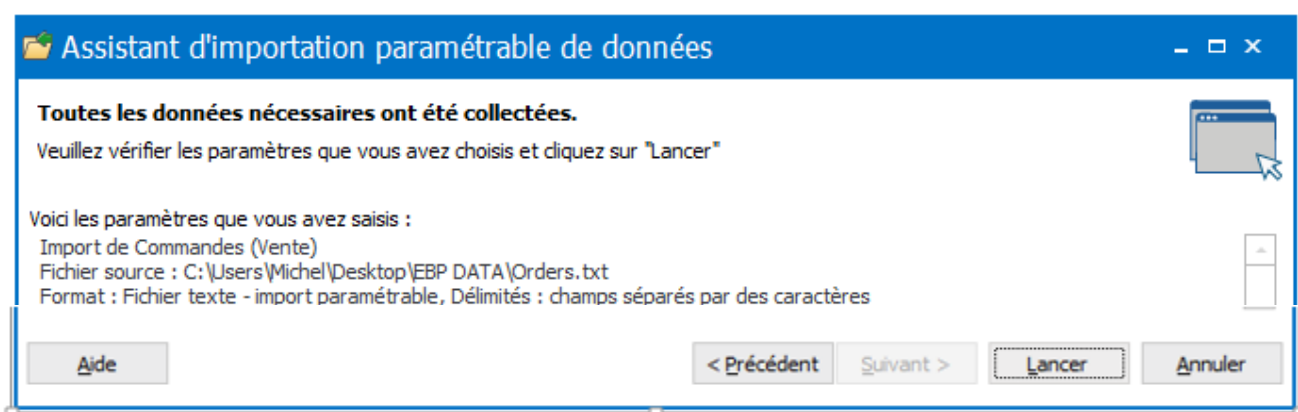 Assistant d'importation paramétrable de données
Toutes les données nécessaires ont été collectées.
Veuillez vérifier les paramètres que vous avez choisis et cliquez sur "Lancer"
Voici les paramètres que vous avez saisis :
Import de Commandes (Vente)
Fichier source : C:\Users\Michel\Desktop\EBP DATA\Orders.txt
Format : Fichier texte - import paramétrable, Délimités : champs séparés par des caractères
Aide < Précédent Suivant > Lancer Annuler